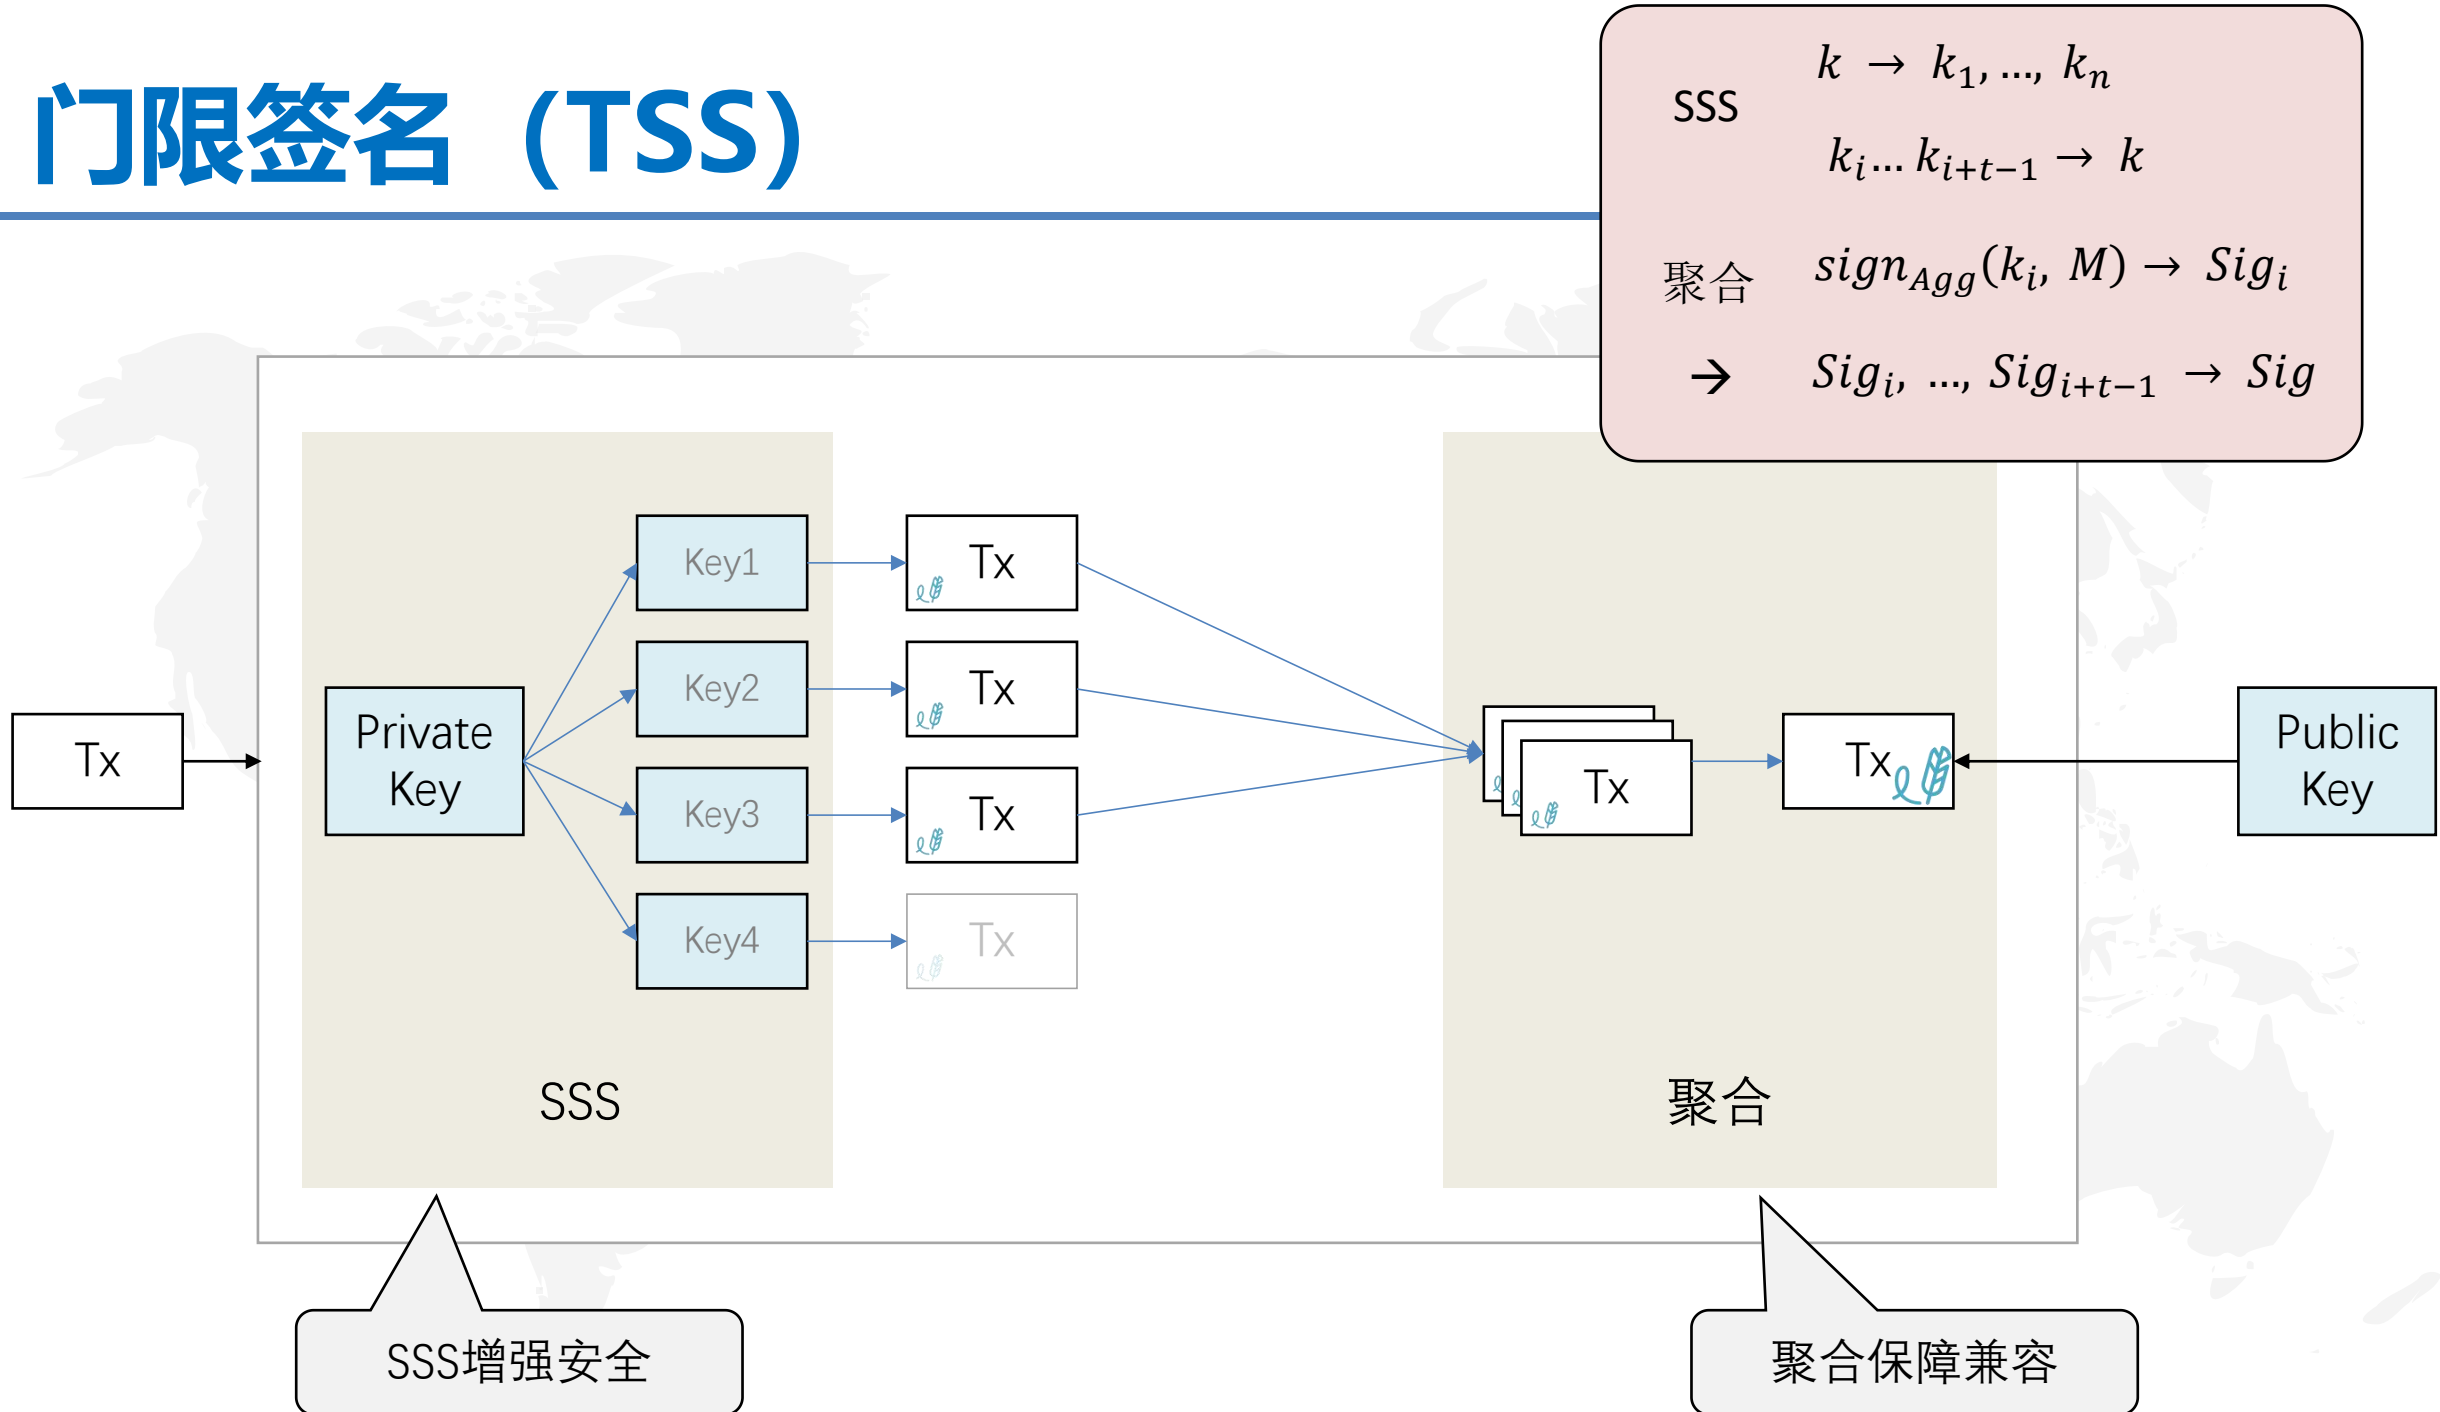 门限签名（TSS）
SSS
k → k₁, …, kₙ
kᵢ… kᵢ₊ₜ₋₁ → k
聚合
sign_Agg(kᵢ, M) → Sigᵢ
→ Sigᵢ, …, Sigᵢ₊ₜ₋₁ → Sig
Tx
Private
Key
Key1
Key2
Key3
Key4
Tx
Tx
Tx
Tx
SSS
Tx
Tx
聚合
Public
Key
SSS增强安全
聚合保障兼容